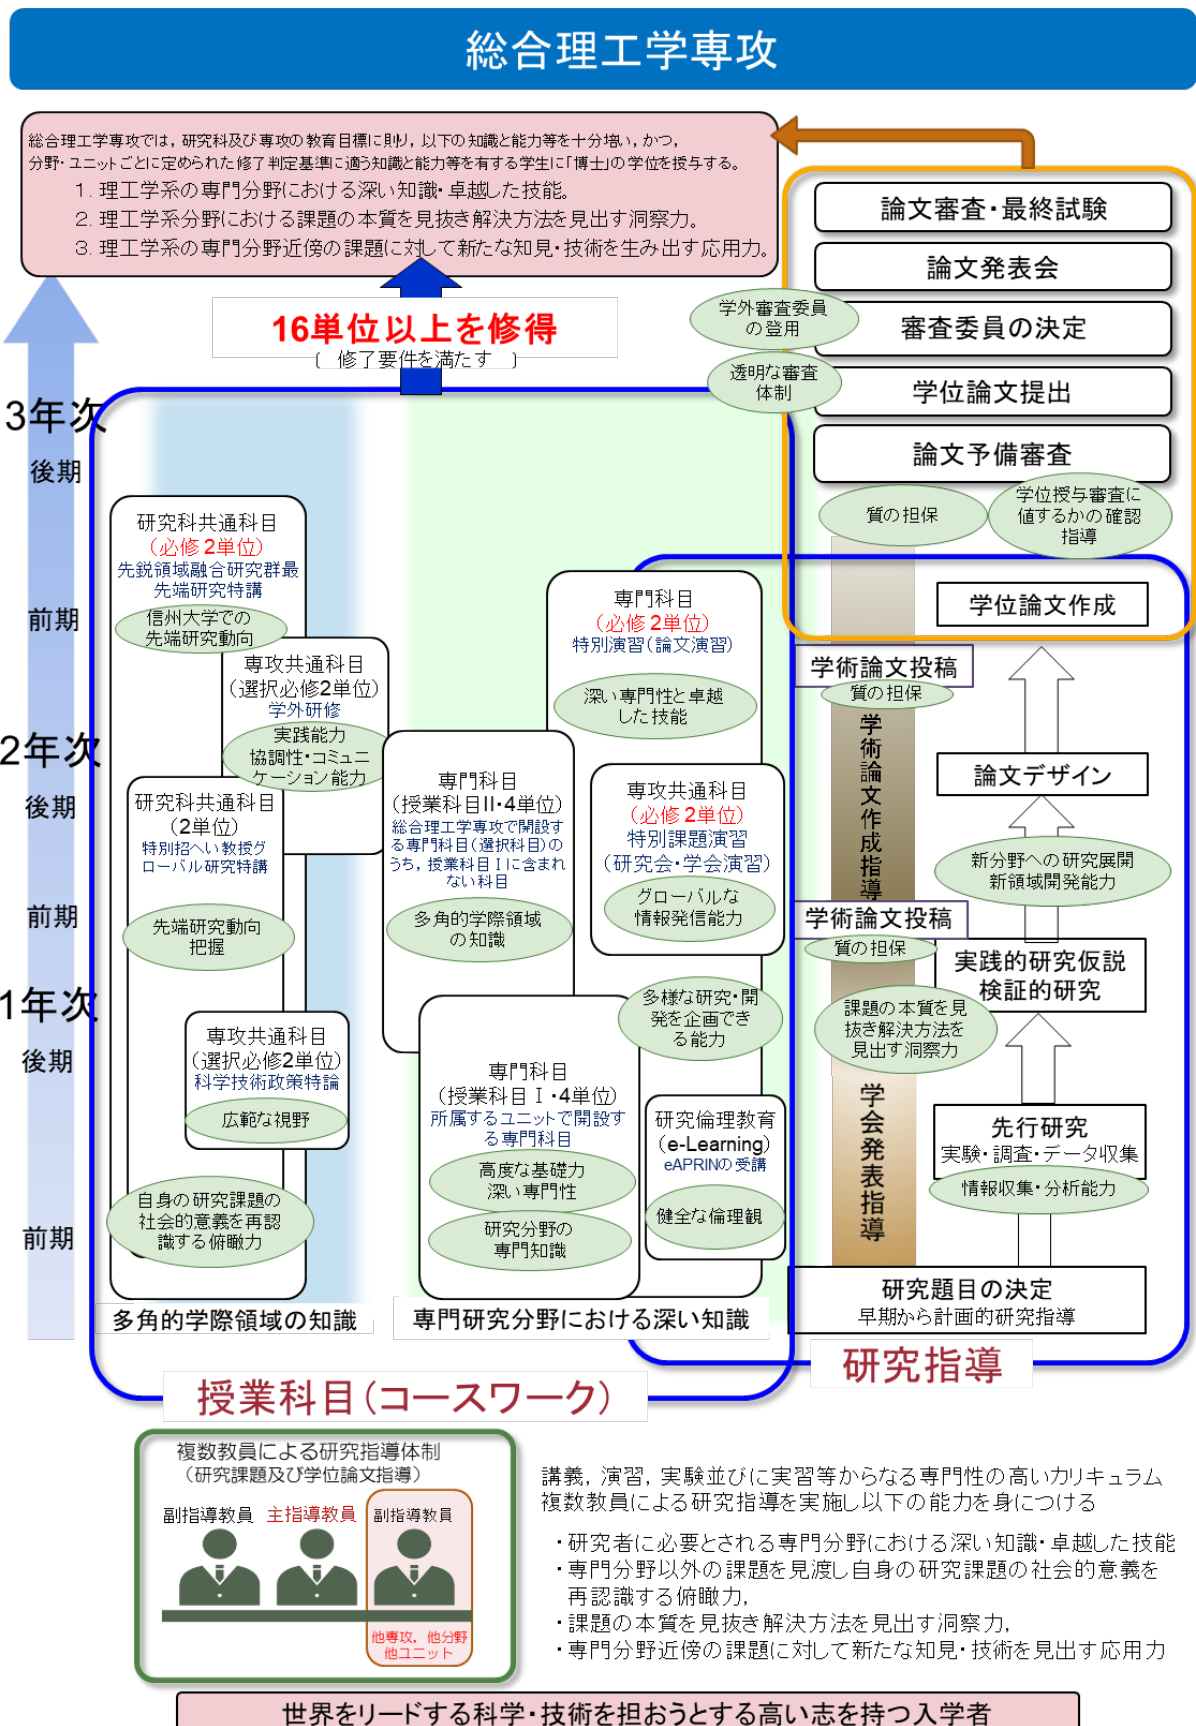 総合理工学専攻
総合理工学専攻では，研究科及び専攻の教育目標に則り，以下の知識と能力等を十分培い，かつ，
分野・ユニットごとに定められた修了判定基準に適う知識と能力等を有する学生に「博士」の学位を授与する。
1. 理工学系の専門分野における深い知識・卓越した技能。
2. 理工学系分野における課題の本質を見抜き解決方法を見出す洞察力。
3. 理工学系の専門分野近傍の課題に対して新たな知見・技術を生み出す応用力。
16単位以上を修得
〔　修了要件を満たす　〕
論文審査・最終試験
論文発表会
学外審査委員
の登用
審査委員の決定
透明な審査
体制
学位論文提出
論文予備審査
質の担保
学位授与審査に
値するかの確認
指導
学位論文作成
3年次
後期
前期
2年次
後期
前期
1年次
後期
前期
研究科共通科目
（必修 2単位）
先鋭領域融合研究群最
先端研究特講
信州大学での
先端研究動向
専攻共通科目
（選択必修2単位）
学外研修
実践能力
協調性・コミュニ
ケーション能力
研究科共通科目
（2単位）
特別招へい教授グ
ローバル研究特講
先端研究動向
把握
専攻共通科目
（選択必修2単位）
科学技術政策特論
広範な視野
自身の研究課題の
社会的意義を再認
識する俯瞰力
多角的学際領域の知識
専門科目
（必修 2単位）
特別演習（論文演習）
深い専門性と卓越
した技能
専門科目
（授業科目II・4単位）
総合理工学専攻で開設す
る専門科目（選択科目）の
うち，授業科目Ⅰに含まれ
ない科目
多角的学際領域
の知識
専攻共通科目
（必修 2単位）
特別課題演習
（研究会・学会演習）
グローバルな
情報発信能力
多様な研究・開
発を企画でき
る能力
専門科目
（授業科目Ⅰ・4単位）
所属するユニットで開設す
る専門科目
高度な基礎力
深い専門性
研究分野の
専門知識
研究倫理教育
（e-Learning）
eAPRINの受講
健全な倫理観
専門研究分野における深い知識
学術論文投稿
質の担保
学術論文作成指導
論文デザイン
新分野への研究展開
新領域開発能力
学術論文投稿
質の担保
実践的研究仮説
検証的研究
課題の本質を見
抜き解決方法を
見出す洞察力
学会発表指導
先行研究
実験・調査・データ収集
情報収集・分析能力
研究題目の決定
早期から計画的研究指導
研究指導
授業科目（コースワーク）
複数教員による研究指導体制
（研究課題及び学位論文指導）
副指導教員　主指導教員　副指導教員
他専攻，他分野
他ユニット
講義，演習，実験並びに実習等からなる専門性の高いカリキュラム
複数教員による研究指導を実施し以下の能力を身につける
・研究者に必要とされる専門分野における深い知識・卓越した技能
・専門分野以外の課題を見渡し自身の研究課題の社会的意義を
再認識する俯瞰力，
・課題の本質を見抜き解決方法を見出す洞察力，
・専門分野近傍の課題に対して新たな知見・技術を見出す応用力
世界をリードする科学・技術を担おうとする高い志を持つ入学者